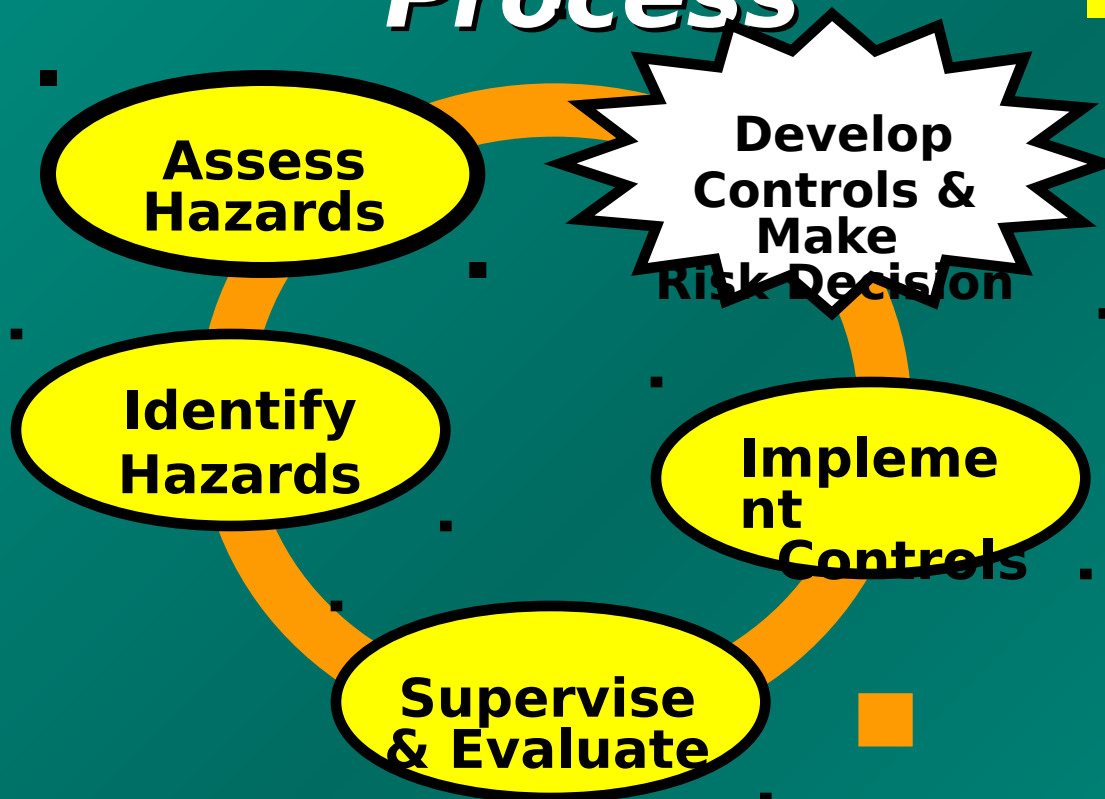 Process
Assess
Hazards
Develop
Controls &
Make
Risk Decision
Identify
Hazards
Impleme
nt
Controls
Supervise
& Evaluate